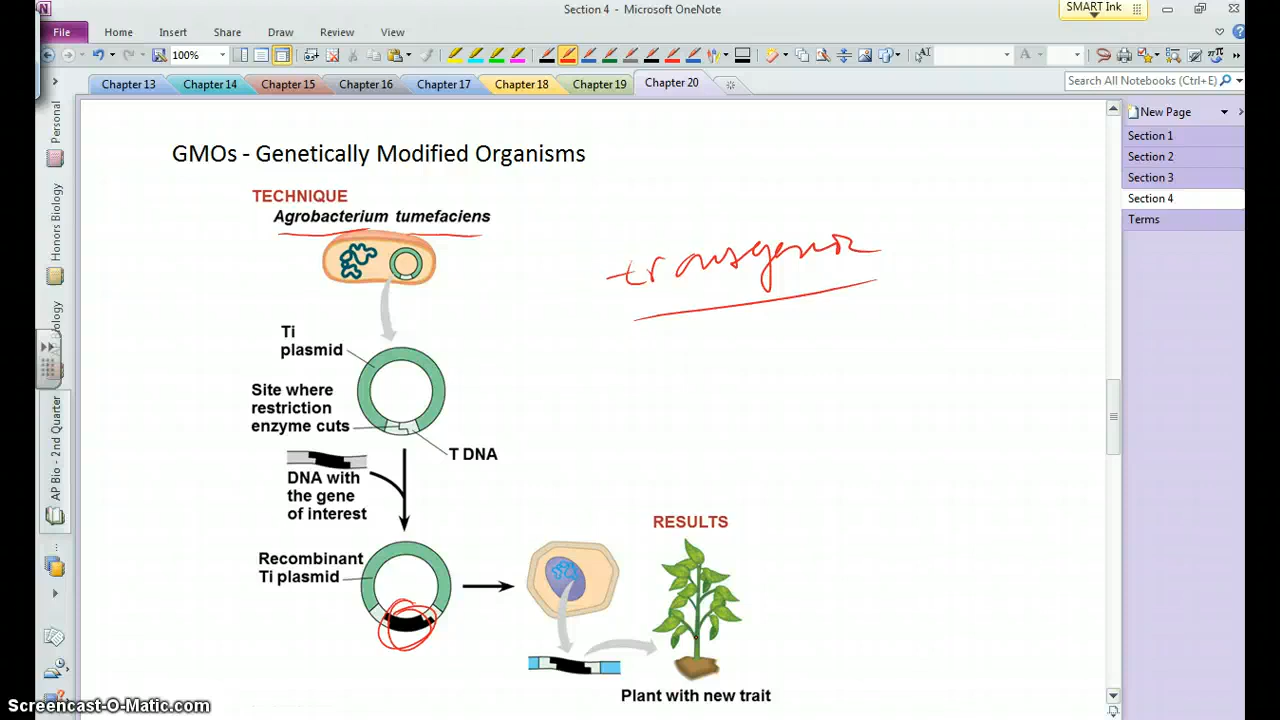 Section 4 - Microsoft OneNote
SMART Ink
File Home Insert Share Draw Review View
100%
Chapter 13 Chapter 14 Chapter 15 Chapter 16 Chapter 17 Chapter 18 Chapter 19 Chapter 20
Search All Notebooks (Ctrl+E)
New Page
Section 1
Section 2
Section 3
Section 4
Terms
Personal
Honors Biology
AP Bio - 2nd Quarter
GMOs - Genetically Modified Organisms
TECHNIQUE
Agrobacterium tumefaciens
transgenic
Ti
plasmid
Site where
restriction
enzyme cuts
T DNA
DNA with
the gene
of interest
Recombinant
Ti plasmid
RESULTS
Plant with new trait
Screencast-O-Matic.com